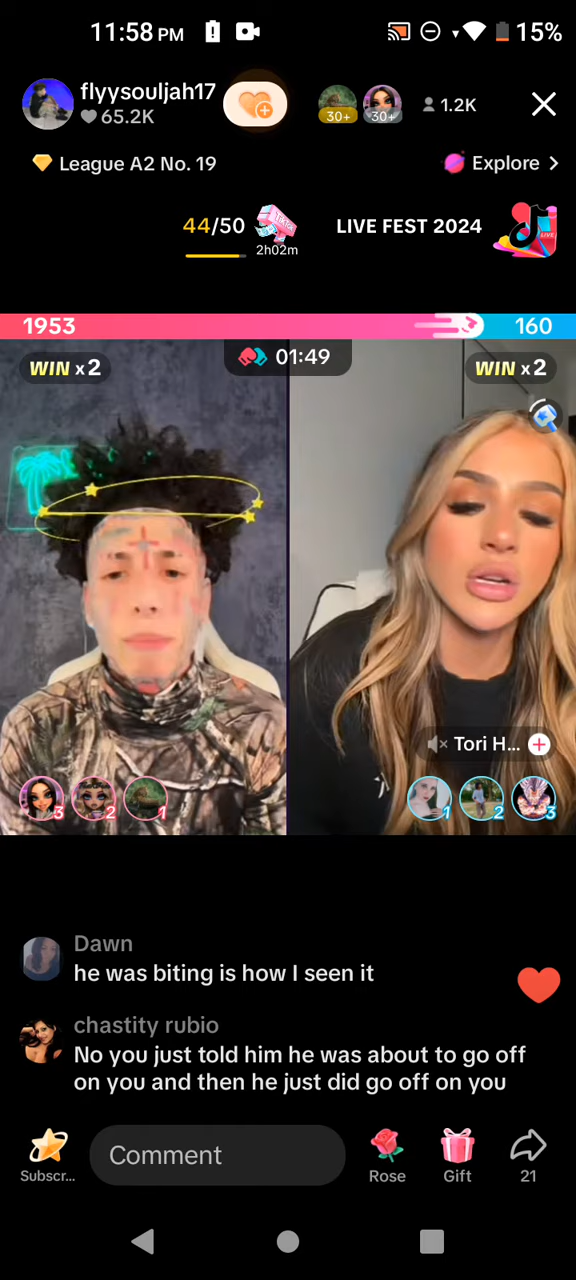 11:58 PM 15%
flyysouljah17
65.2K
30+ 30+ 1.2K
League A2 No. 19 Explore >
44/50 LIVE FEST 2024
2h02m
1953 160
WIN x2 01:49 WIN x2
Tori H...
3 2 1 1 2 3
Dawn
he was biting is how I seen it
chastity rubio
No you just told him he was about to go off
on you and then he just did go off on you
Comment
Subscr... Rose Gift 21